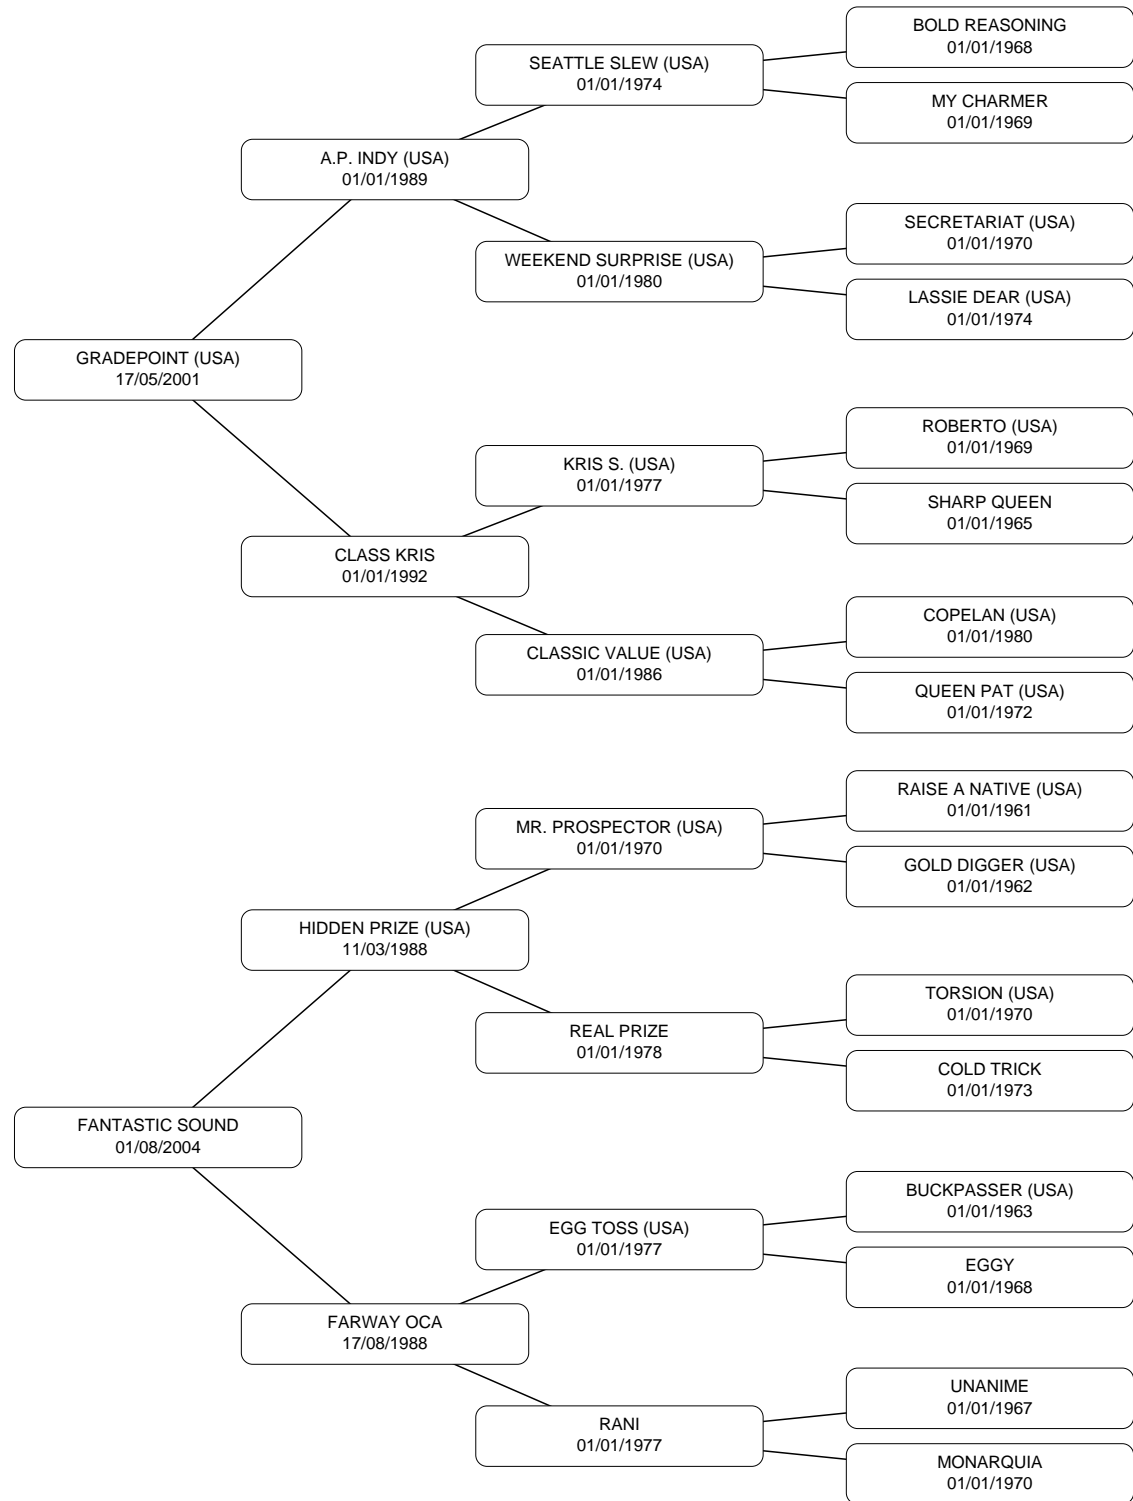 BOLD REASONING
01/01/1968
SEATTLE SLEW (USA)
01/01/1974
MY CHARMER
01/01/1969
A.P. INDY (USA)
01/01/1989
SECRETARIAT (USA)
01/01/1970
WEEKEND SURPRISE (USA)
01/01/1980
LASSIE DEAR (USA)
01/01/1974
GRADEPOINT (USA)
17/05/2001
ROBERTO (USA)
01/01/1969
KRIS S. (USA)
01/01/1977
SHARP QUEEN
01/01/1965
CLASS KRIS
01/01/1992
COPELAN (USA)
01/01/1980
CLASSIC VALUE (USA)
01/01/1986
QUEEN PAT (USA)
01/01/1972
RAISE A NATIVE (USA)
01/01/1961
MR. PROSPECTOR (USA)
01/01/1970
GOLD DIGGER (USA)
01/01/1962
HIDDEN PRIZE (USA)
11/03/1988
TORSION (USA)
01/01/1970
REAL PRIZE
01/01/1978
COLD TRICK
01/01/1973
FANTASTIC SOUND
01/08/2004
BUCKPASSER (USA)
01/01/1963
EGG TOSS (USA)
01/01/1977
EGGY
01/01/1968
FARWAY OCA
17/08/1988
UNANIME
01/01/1967
RANI
01/01/1977
MONARQUIA
01/01/1970